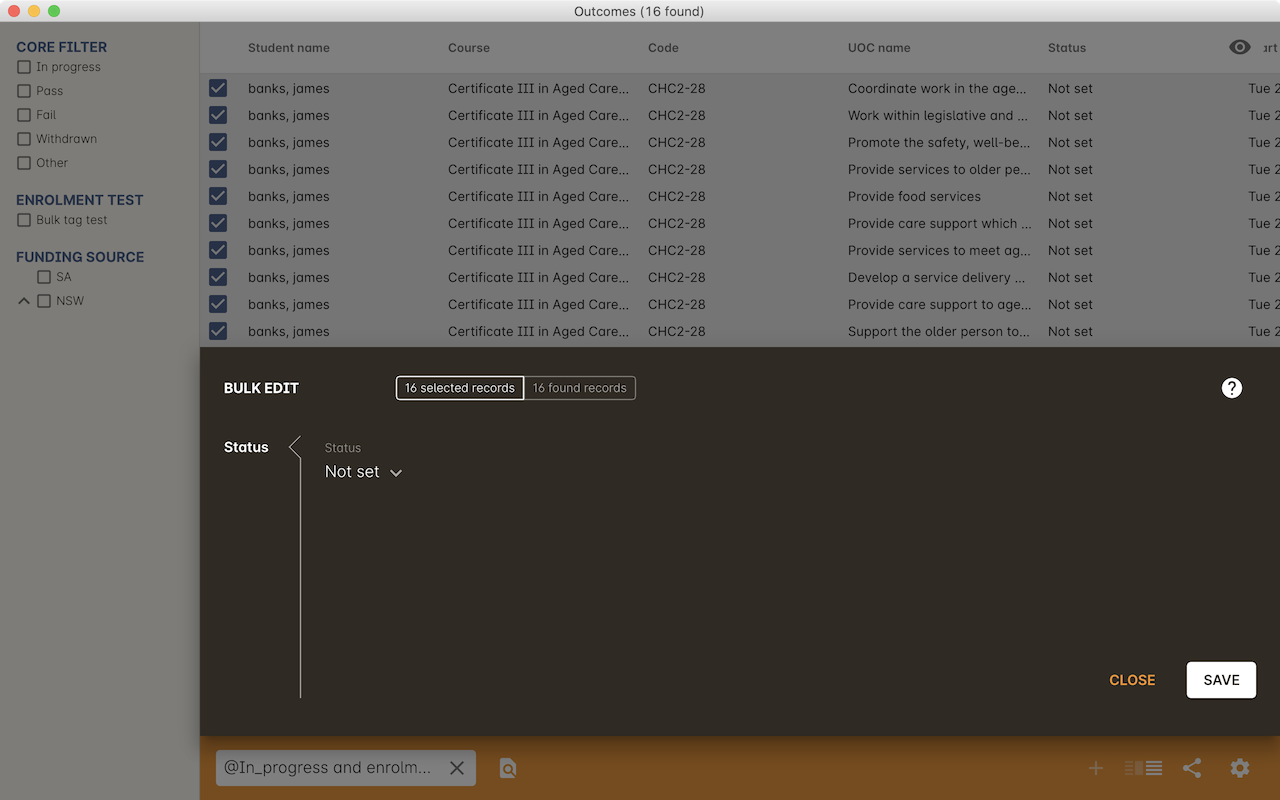 Outcomes (16 found)
CORE FILTER
In progress
Pass
Fail
Withdrawn
Other
ENROLMENT TEST
Bulk tag test
FUNDING SOURCE
SA
NSW
Student name Course Code UOC name Status art
banks, james Certificate III in Aged Care... CHC2-28 Coordinate work in the age... Not set Tue 2
banks, james Certificate III in Aged Care... CHC2-28 Work within legislative and ... Not set Tue 2
banks, james Certificate III in Aged Care... CHC2-28 Promote the safety, well-be... Not set Tue 2
banks, james Certificate III in Aged Care... CHC2-28 Provide services to older pe... Not set Tue 2
banks, james Certificate III in Aged Care... CHC2-28 Provide food services Not set Tue 2
banks, james Certificate III in Aged Care... CHC2-28 Provide care support which ... Not set Tue 2
banks, james Certificate III in Aged Care... CHC2-28 Provide services to meet ag... Not set Tue 2
banks, james Certificate III in Aged Care... CHC2-28 Develop a service delivery ... Not set Tue 2
banks, james Certificate III in Aged Care... CHC2-28 Provide care support to age... Not set Tue 2
banks, james Certificate III in Aged Care... CHC2-28 Support the older person to... Not set Tue 2
BULK EDIT 16 selected records 16 found records ?
Status
Status
Not set
CLOSE SAVE
@In_progress and enrolm...